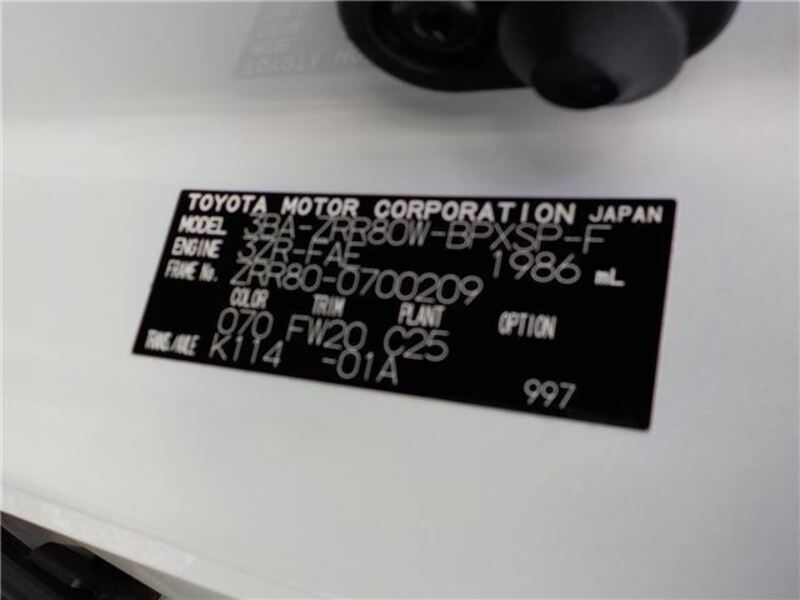 TOYOTA MOTOR CORPORATION JAPAN
MODEL 3BA-ZRR80W-BPXSP-F
ENGINE 3ZR-FAE 1986 mL
FRAME No. ZRR80-0700209
COLOR TRIM PLANT OPTION
070 FW20 C25
TRANS/AXLE K114 -01A
997